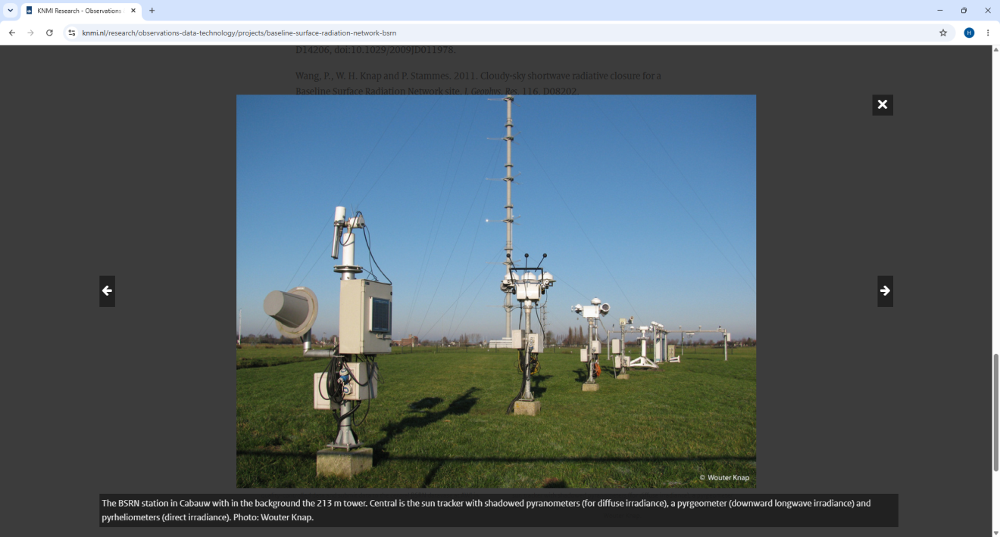 KNMI Research - Observations
knmi.nl/research/observations-data-technology/projects/baseline-surface-radiation-network-bsrn
H
D14206, doi:10.1029/2009JD011978.
Wang, P., W. H. Knap and P. Stammes. 2011. Cloudy-sky shortwave radiative closure for a
Baseline Surface Radiation Network site. J. Geophys. Res. 116. D08202.
© Wouter Knap
The BSRN station in Cabauw with in the background the 213 m tower. Central is the sun tracker with shadowed pyranometers (for diffuse irradiance), a pyrgeometer (downward longwave irradiance) and
pyrheliometers (direct irradiance). Photo: Wouter Knap.